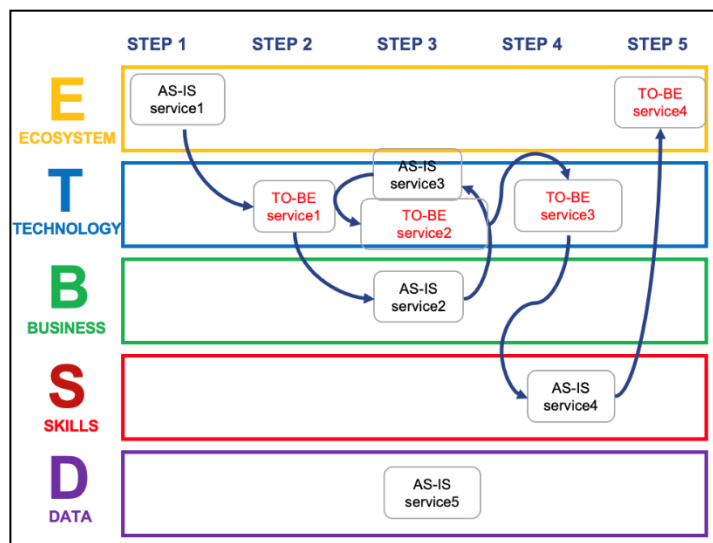 STEP 1 STEP 2 STEP 3 STEP 4 STEP 5
E
ECOSYSTEM
AS-IS
service1
TO-BE
service4
T
TECHNOLOGY
TO-BE
service1
AS-IS
service3
TO-BE
service2
TO-BE
service3
B
BUSINESS
AS-IS
service2
S
SKILLS
AS-IS
service4
D
DATA
AS-IS
service5